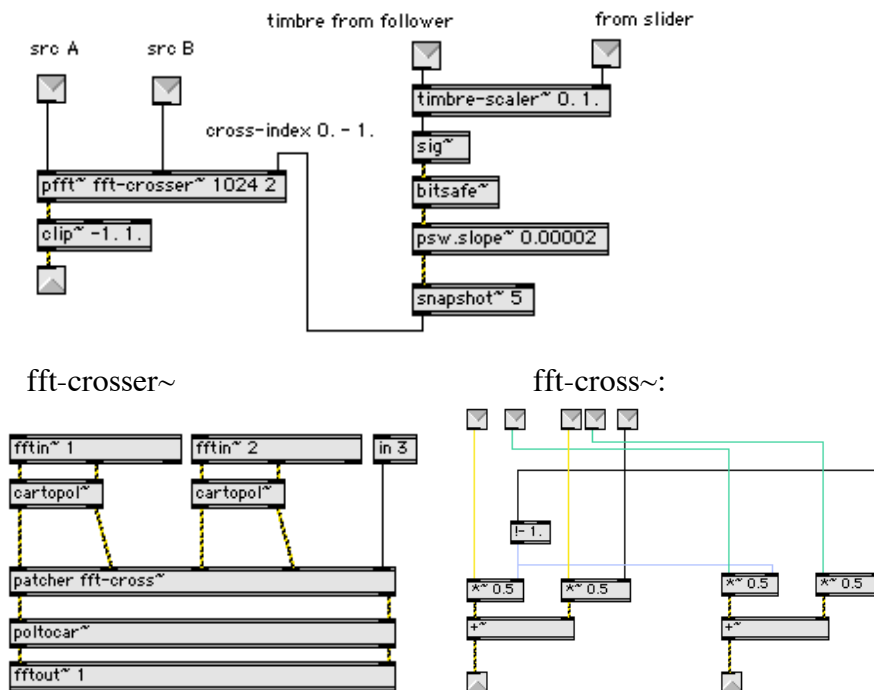 timbre from follower
from slider
src A
src B
timbre-scaler~ 0. 1.
cross-index 0. - 1.
sig~
pfft~ fft-crosser~ 1024 2
bitsafe~
clip~ -1. 1.
psw.slope~ 0.00002
snapshot~ 5
fft-crosser~
fft-cross~:
fftin~ 1
fftin~ 2
in 3
cartopol~
cartopol~
!- 1.
patcher fft-cross~
*~ 0.5
*~ 0.5
*~ 0.5
*~ 0.5
poltocar~
+~
+~
fftout~ 1